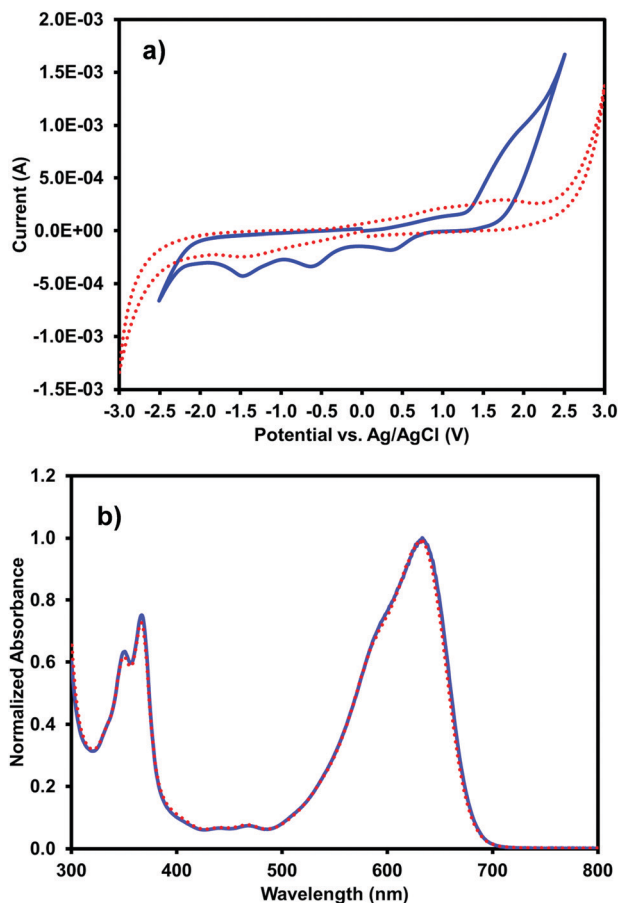 a)
2.0E-03
1.5E-03
1.0E-03
5.0E-04
0.0E+00
-5.0E-04
-1.0E-03
-1.5E-03
Current (A)
-3.0 -2.5 -2.0 -1.5 -1.0 -0.5 0.0 0.5 1.0 1.5 2.0 2.5 3.0
Potential vs. Ag/AgCl (V)
b)
1.2
1.0
0.8
0.6
0.4
0.2
0.0
Normalized Absorbance
300 400 500 600 700 800
Wavelength (nm)